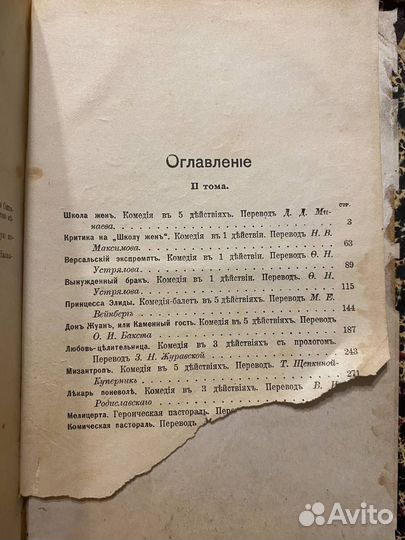 Оглавленіе
II тома.
СТР.
Школа жен. Комедія въ 5 дѣйствіяхъ. Переводъ Д. Д. Ми-
наева. 3
Критика на „Школу женъ". Комедія въ 1 дѣйствіи. Переводъ Н. В.
Максимова. 63
Версальскій экспромптъ. Комедія въ 1 дѣйствіи. Переводъ Ѳ. Н.
Устрялова. 89
Вынужденный бракъ. Комедія въ 1 дѣйствіи. Переводъ Ѳ. Н.
Устрялова. 115
Принцесса Элиды. Комедія-балетъ въ 5 дѣйствіяхъ. Переводъ М. Е.
Вейнбергъ 144
Донъ Жуанъ, или Каменный гость. Комедія въ 5 дѣйствіяхъ. Переводъ
О. И. Бакста 187
Любовь-цѣлительница. Комедія въ 3 дѣйствіяхъ съ прологомъ.
Переводъ З. Н. Журавской 243
Мизантропъ. Комедія въ 5 дѣйствіяхъ. Переводъ Т. Щепкиной-
Куперникъ 271
Лѣкарь поневолѣ. Комедія въ 3 дѣйствіяхъ. Переводъ В. И.
Родиславскаго
Мелицерта. Героическая пастораль. Переводъ
Комическая пастораль. Переводъ
Avito